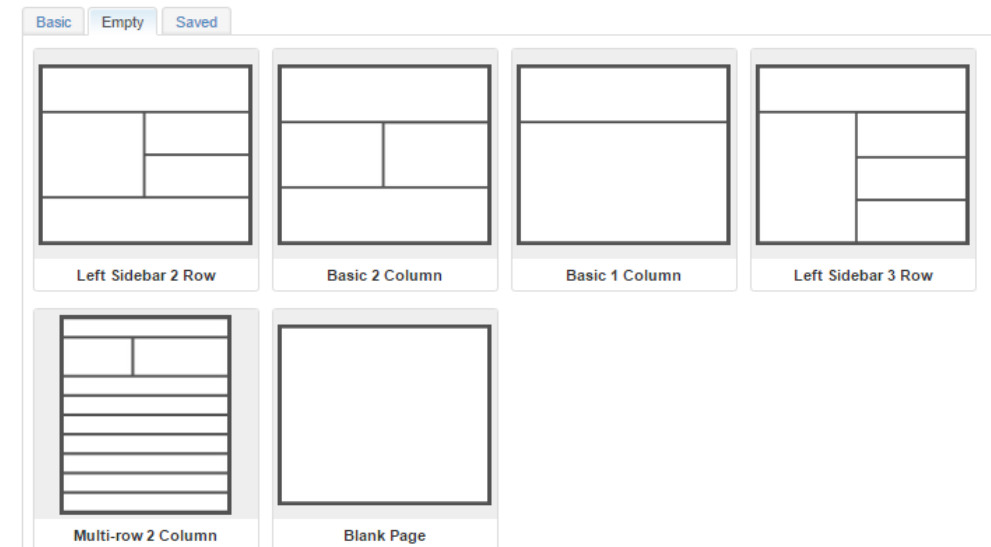 Basic Empty Saved
Left Sidebar 2 Row
Basic 2 Column
Basic 1 Column
Left Sidebar 3 Row
Multi-row 2 Column
Blank Page